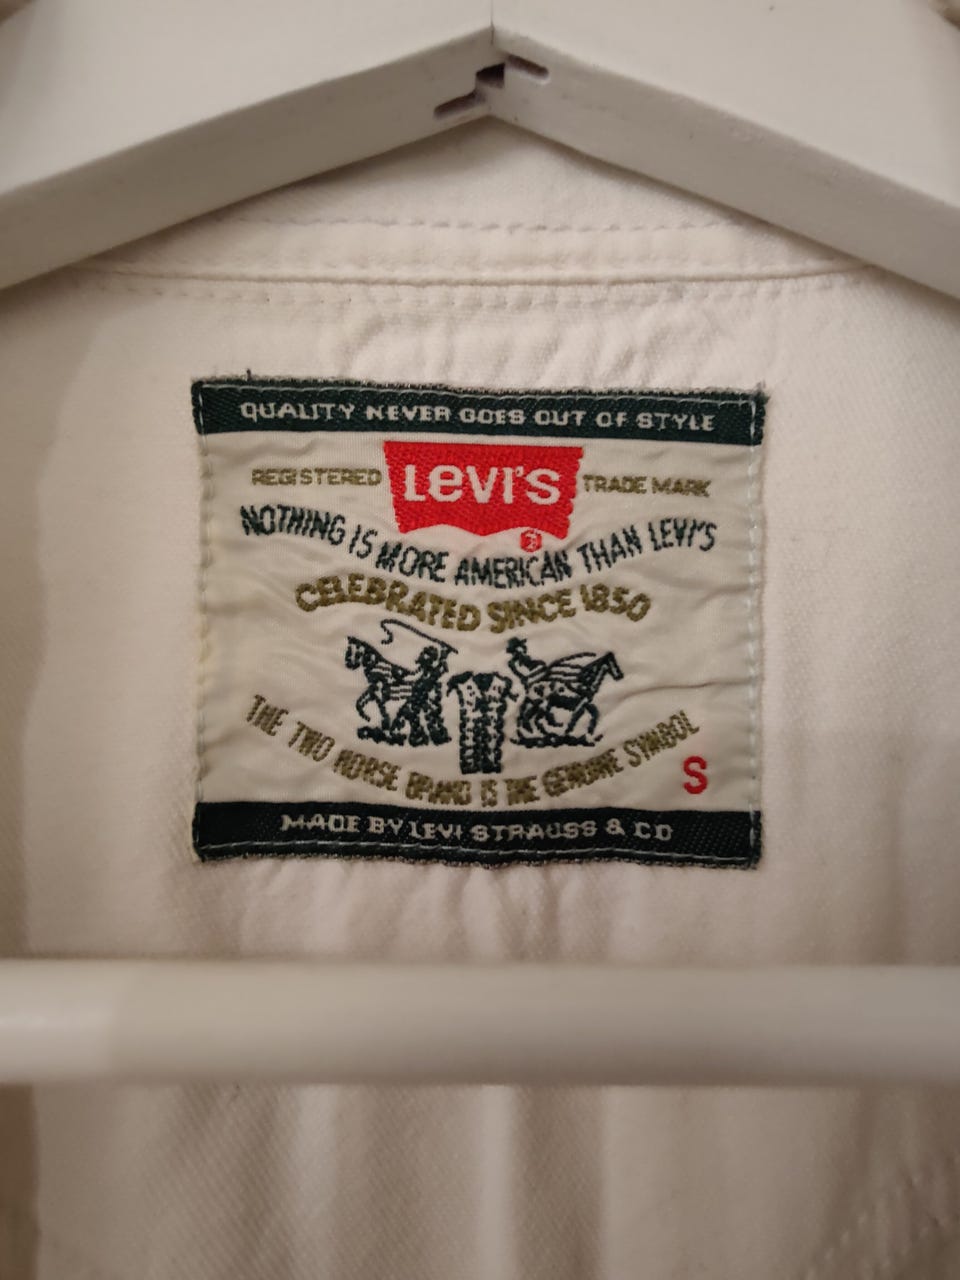 QUALITY NEVER GOES OUT OF STYLE
REGISTERED LEVI'S TRADE MARK
®
NOTHING IS MORE AMERICAN THAN LEVI'S
CELEBRATED SINCE 1850
THE TWO HORSE BRAND IS THE GENUINE SYMBOL
S
MADE BY LEVI STRAUSS & CO